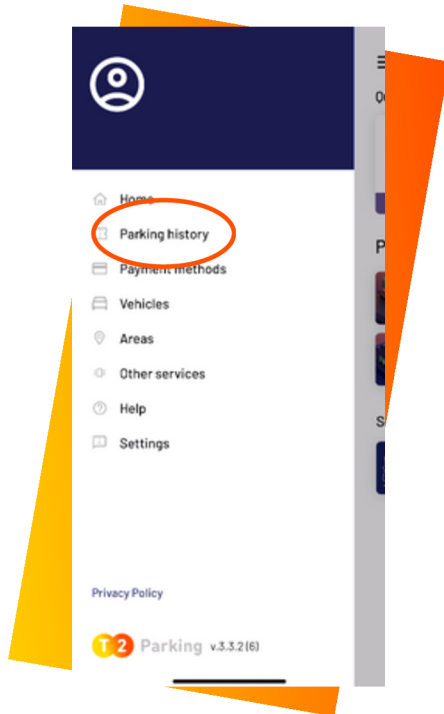 Home
Parking history
Payment methods
Vehicles
Areas
Other services
Help
Settings
Privacy Policy
T2 Parking v.3.3.2 (6)